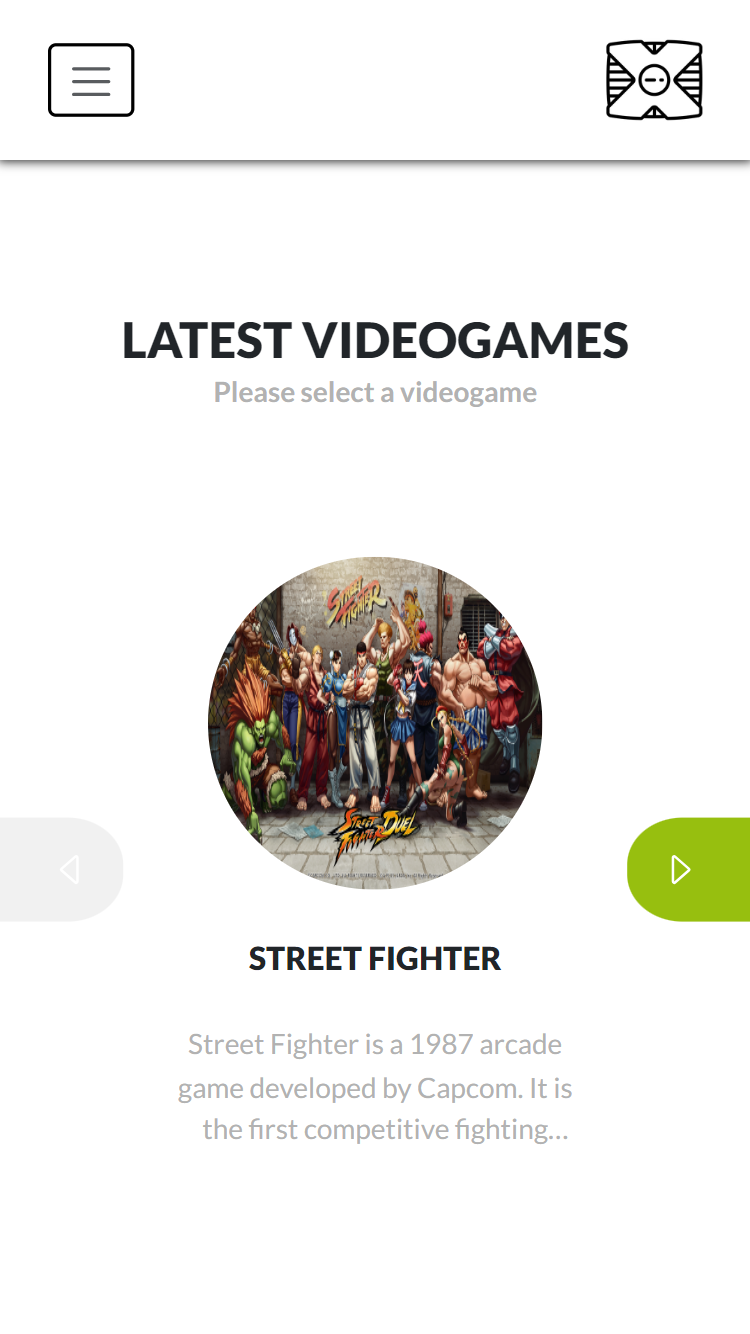 LATEST VIDEOGAMES
Please select a videogame
STREET
FIGHTER
STREET
FIGHTER DUEL
STREET FIGHTER
Street Fighter is a 1987 arcade
game developed by Capcom. It is
the first competitive fighting...